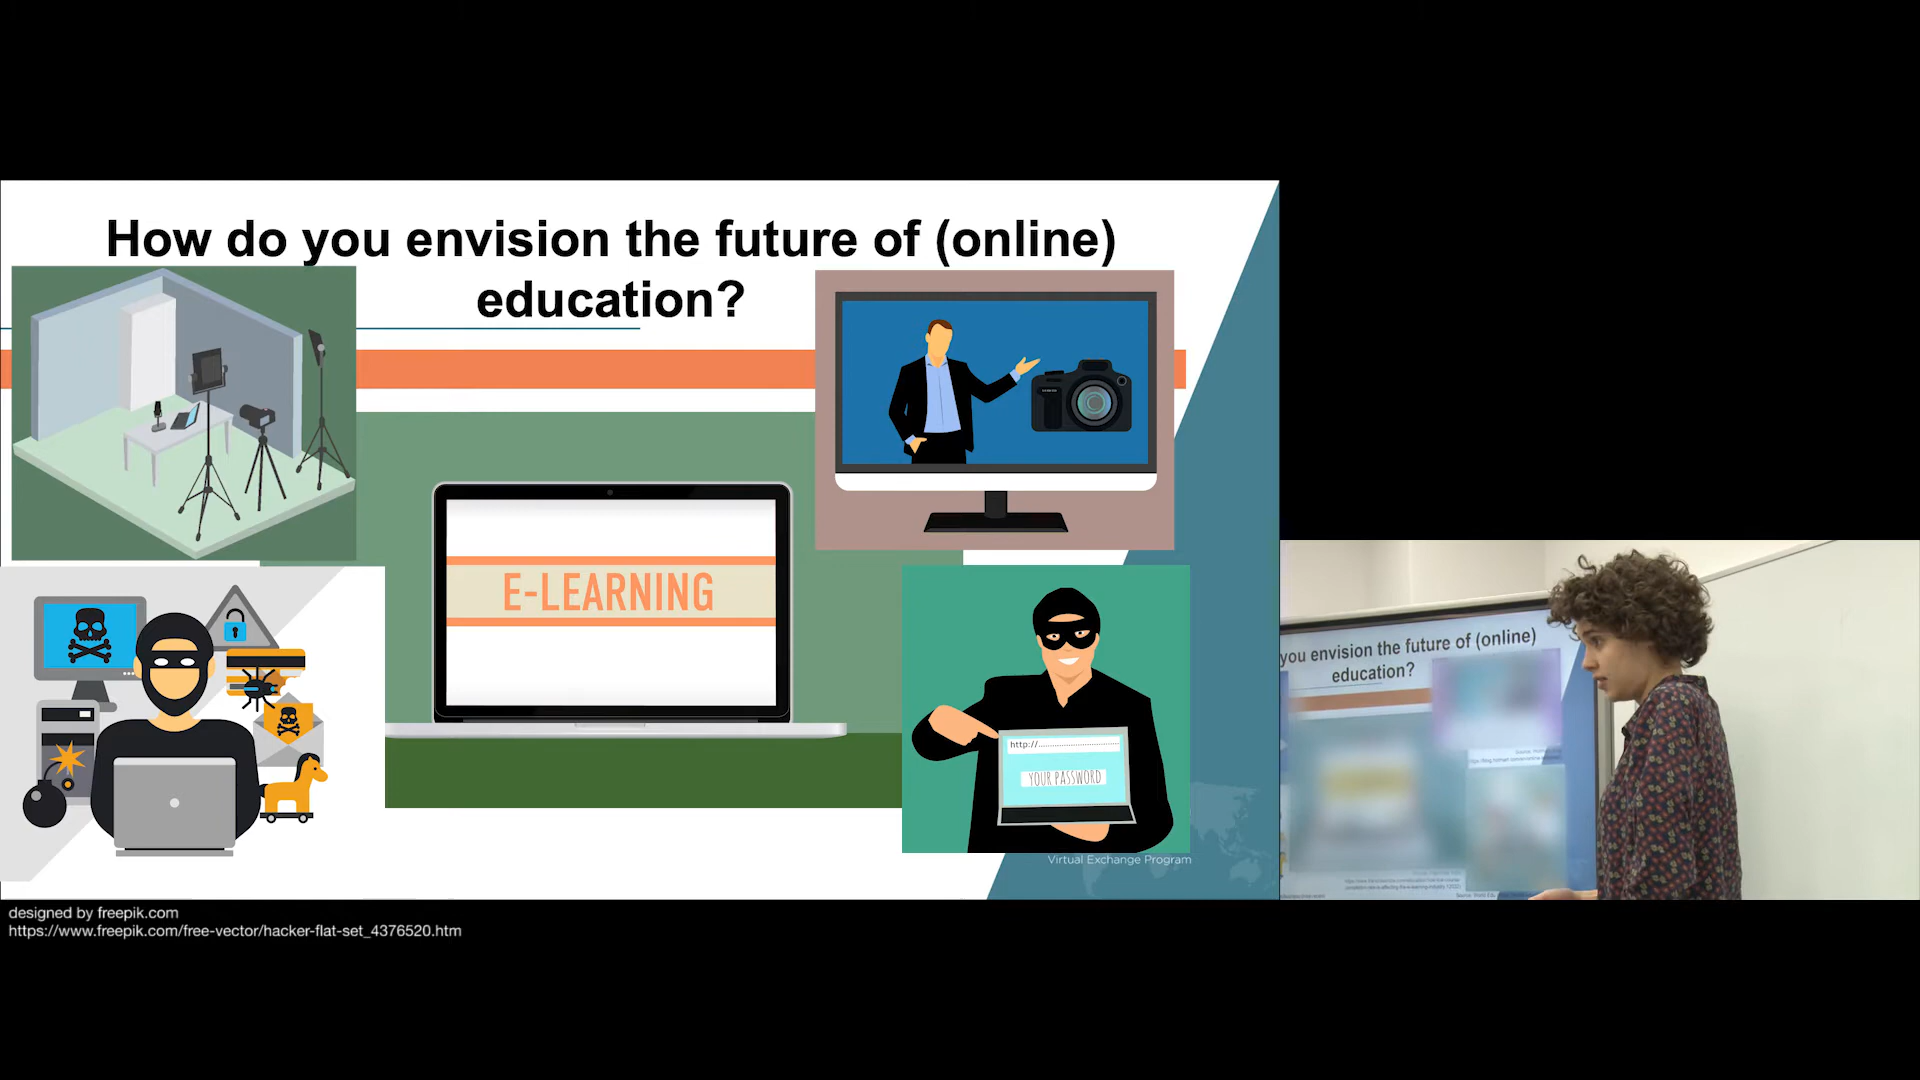 How do you envision the future of (online)
education?
E-LEARNING
http://
YOUR PASSWORD
Virtual Exchange Program
designed by freepik.com
https://www.freepik.com/free-vector/hacker-flat-set_4376520.htm
you envision the future of (online)
education?